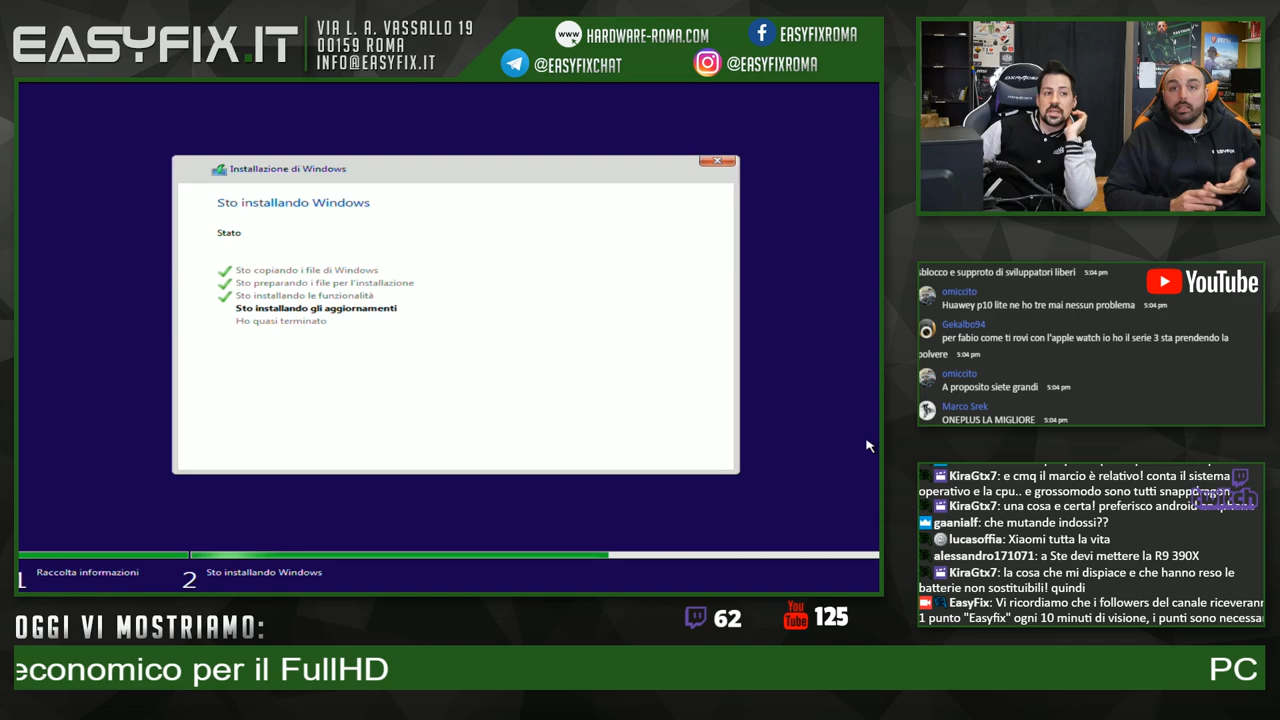 EASYFIX.IT
VIA L. A. VASSALLO 19
00159 ROMA
INFO@EASYFIX.IT
www HARDWARE-ROMA.COM
EASYFIXROMA
@EASYFIXCHAT
@EASYFIXROMA
Installazione di Windows
Sto installando Windows
Stato
Sto copiando i file di Windows
Sto preparando i file per l'installazione
Sto installando le funzionalità
Sto installando gli aggiornamenti
Ho quasi terminato
1 Raccolta informazioni
2 Sto installando Windows
YouTube
sblocco e supproto di sviluppatori liberi 5:04 pm
omiccito
Huawey p10 lite ne ho tre mai nessun problema 5:04 pm
Gekalbo94
per fabio come ti rovi con l'apple watch io ho il serie 3 sta prendendo la
polvere 5:04 pm
omiccito
A proposito siete grandi 5:04 pm
Marco Srek
ONEPLUS LA MIGLIORE 5:04 pm
twitch
KiraGtx7: e cmq il marcio è relativo! conta il sistema
operativo e la cpu.. e grossomodo sono tutti
KiraGtx7: una cosa e certa! preferisco android
gaanialf: che mutande indossi??
lucasoffia: Xiaomi tutta la vita
alessandro171071: a Ste devi mettere la R9 390X
KiraGtx7: la cosa che mi dispiace e che hanno reso le
batterie non sostituibili! quindi
EasyFix: Vi ricordiamo che i followers del canale riceverann
1 punto "Easyfix" ogni 10 minuti di visione, i punti sono necessa
OGGI VI MOSTRIAMO:
62
You Tube 125
economico per il FullHD
PC